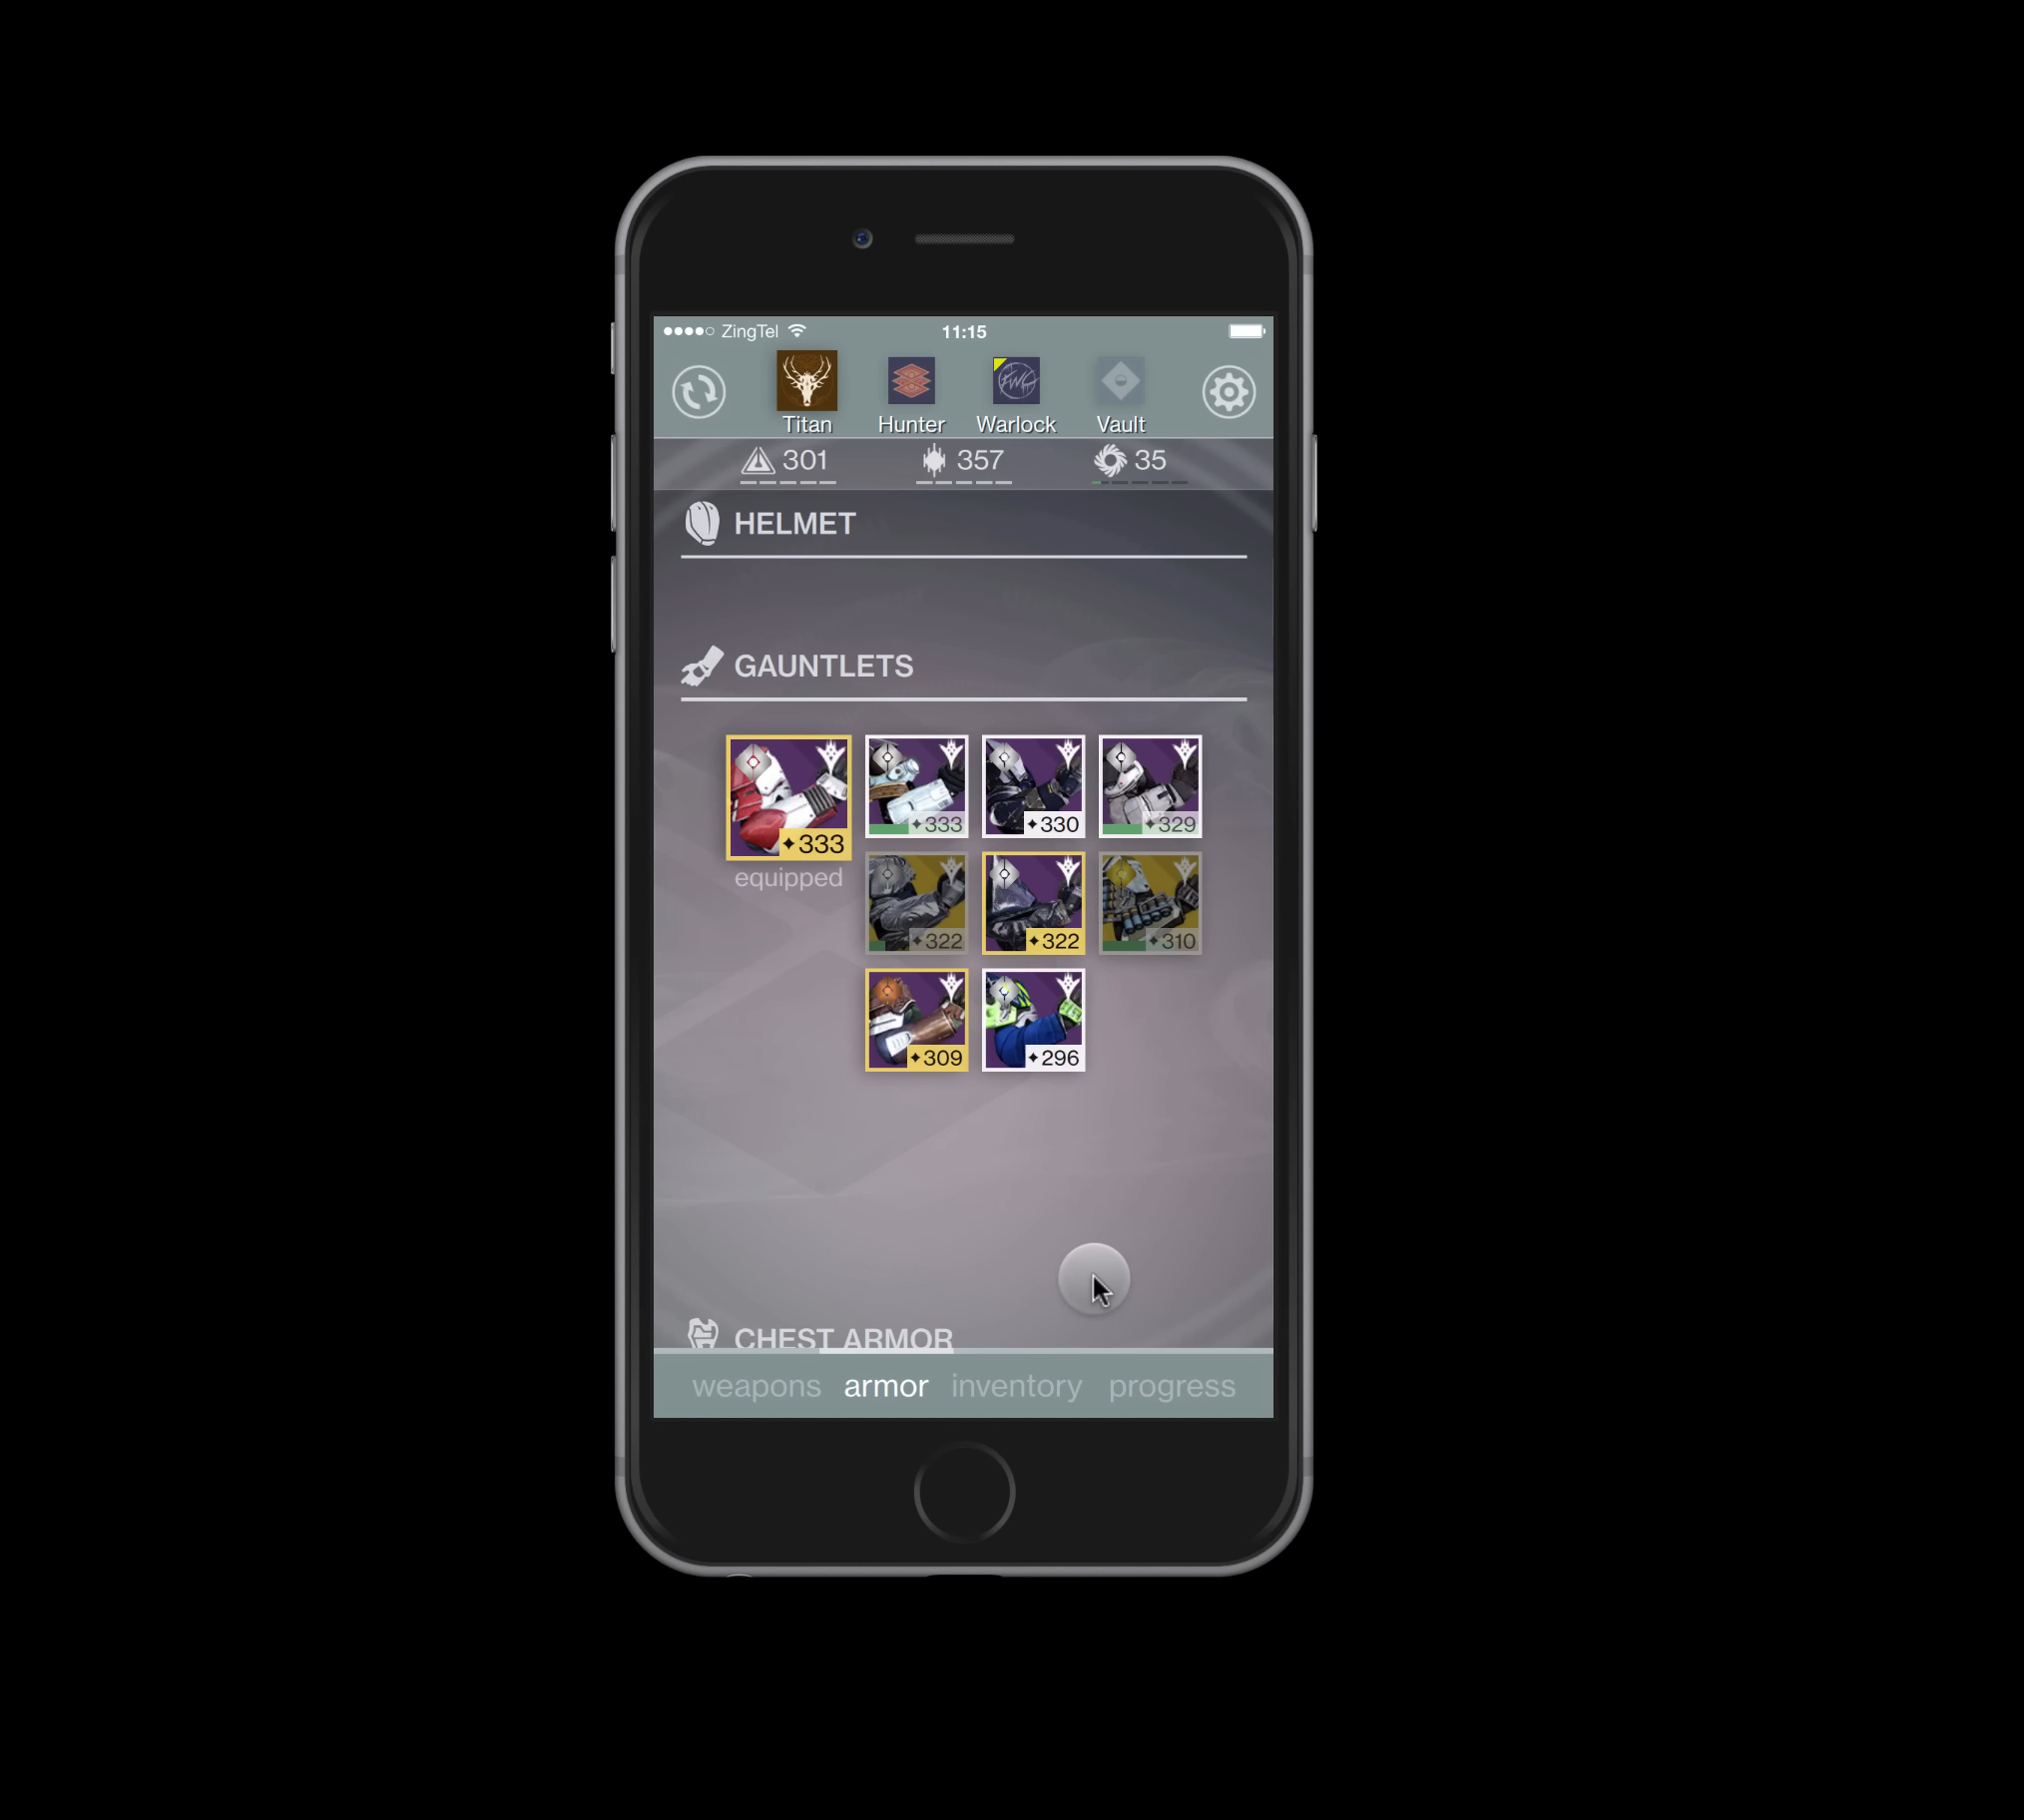 ZingTel 11:15
Titan Hunter Warlock Vault
301 357 35
HELMET
GAUNTLETS
333 333 330 329
equipped
322 322 310
309 296
CHEST ARMOR
weapons armor inventory progress